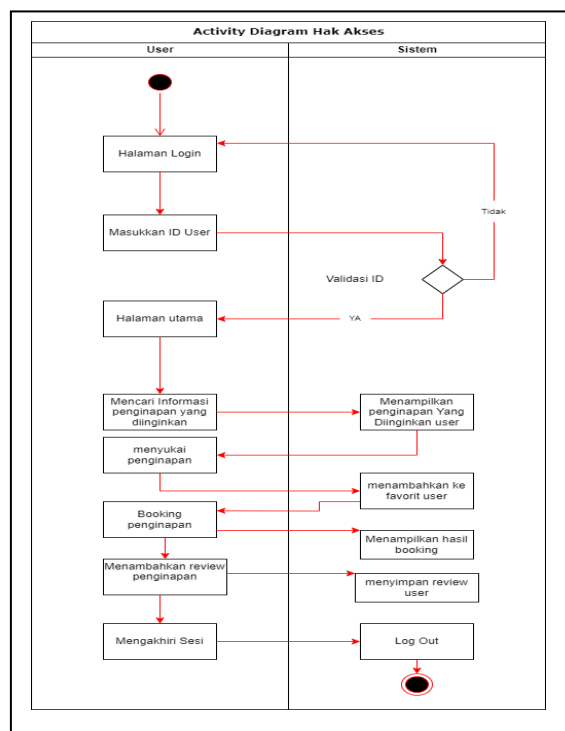 Activity Diagram Hak Akses
User
Sistem
Halaman Login
Tidak
Masukkan ID User
Validasi ID
Halaman utama
YA
Mencari Informasi
penginapan yang
diinginkan
Menampilkan
penginapan Yang
Diinginkan user
menyukai
penginapan
menambahkan ke
favorit user
Booking
penginapan
Menampilkan hasil
booking
Menambahkan review
penginapan
menyimpan review
user
Mengakhiri Sesi
Log Out